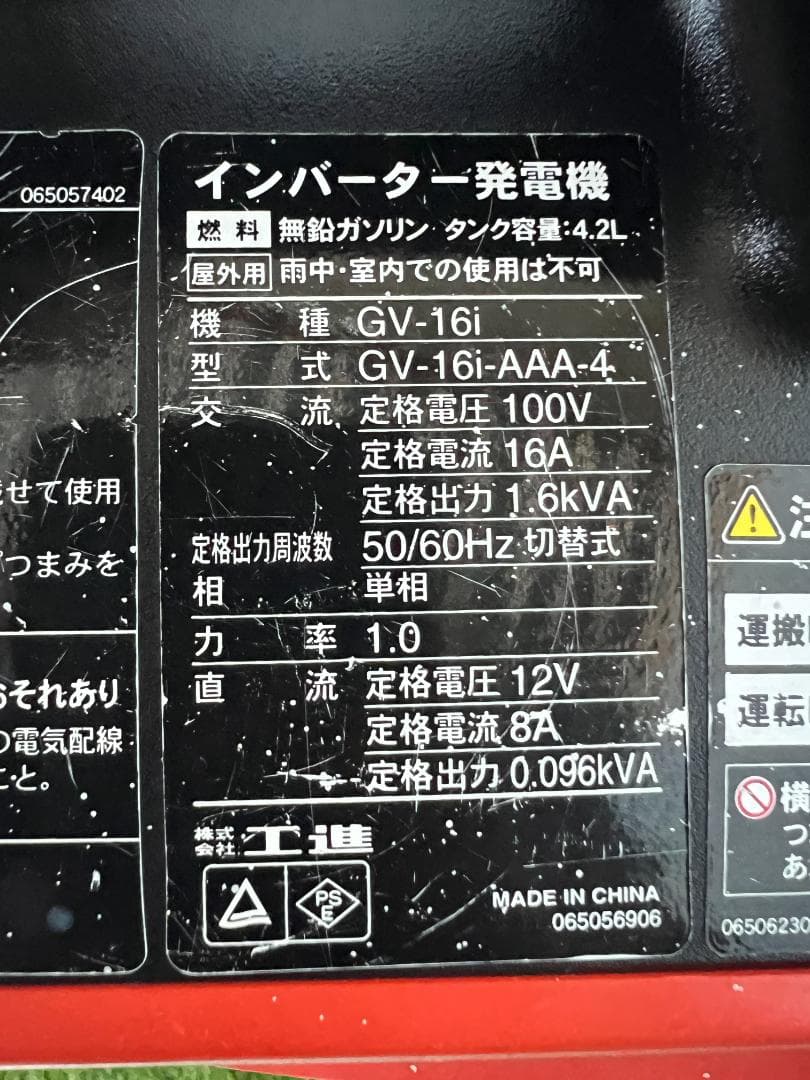 065057402
せて使用
つまみを
おそれあり
の電気配線
こと。
インバーター発電機
燃料 無鉛ガソリン タンク容量:4.2L
屋外用 雨中・室内での使用は不可
機種 GV-16i
型式 GV-16i-AAA-4
交流 定格電圧 100V
定格電流 16A
定格出力 1.6kVA
定格出力周波数 50/60Hz 切替式
相 単相
力率 1.0
直流 定格電圧 12V
定格電流 8A
定格出力 0.096kVA
株式会社 工進
PSE
MADE IN CHINA
065056906
注
運搬
運転
横
つ
あ
06506230